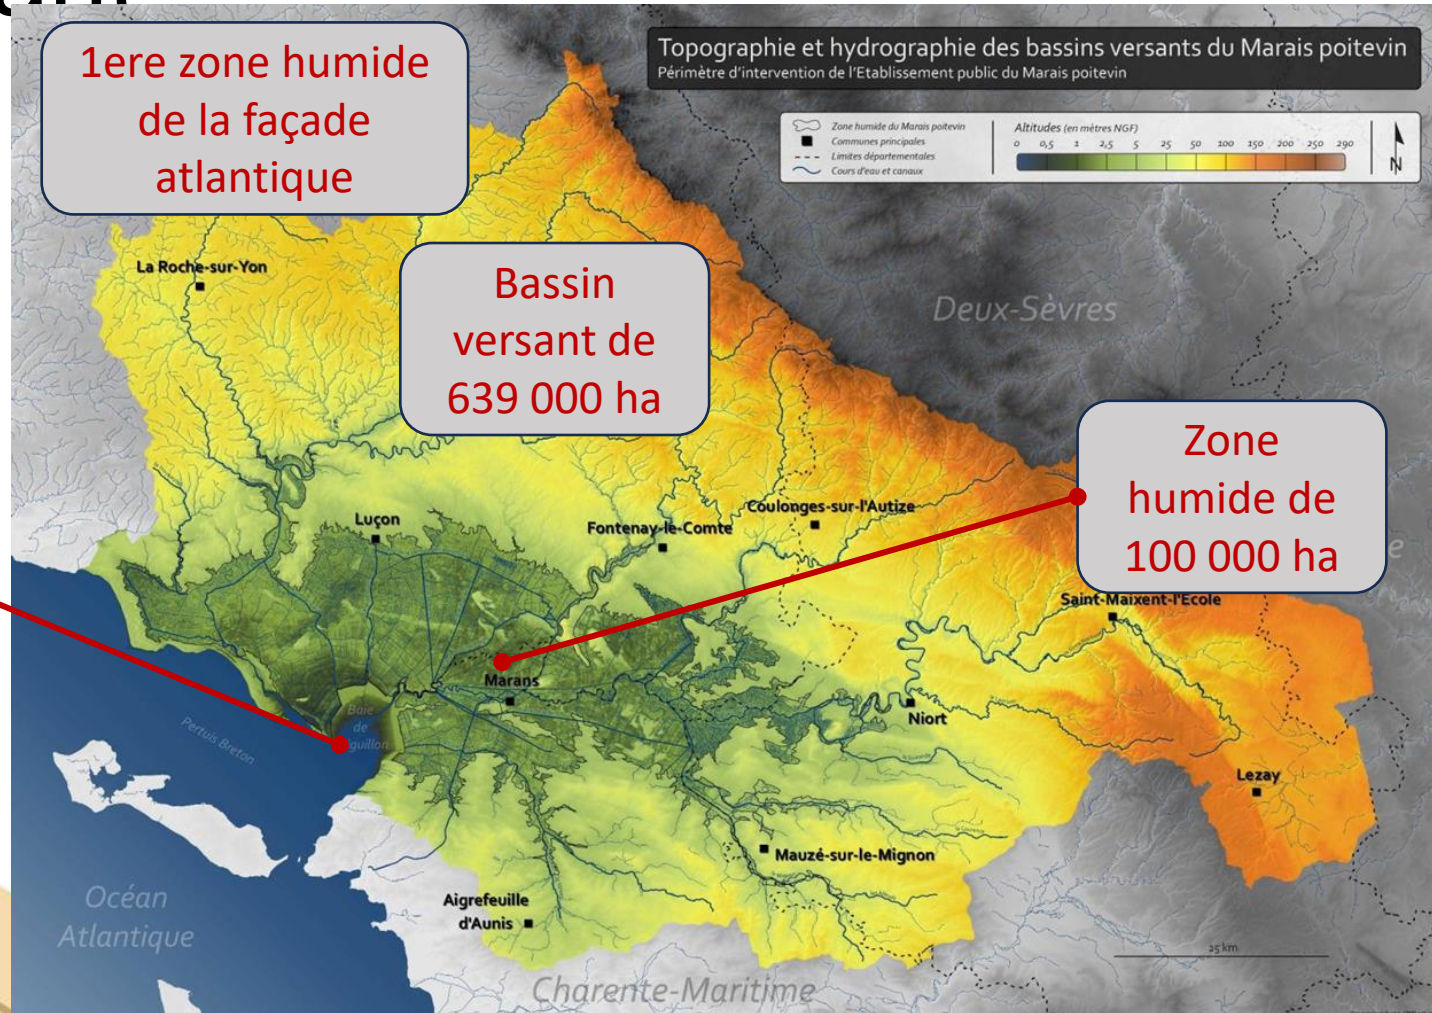 1ere zone humide
de la façade
atlantique
Topographie et hydrographie des bassins versants du Marais poitevin
Périmètre d'intervention de l'Etablissement public du Marais poitevin
Zone humide du Marais poitevin
Communes principales
Limites départementales
Cours d'eau et canaux
Altitudes (en mètres NGF)
0 0,5 1 2,5 5 25 50 100 150 200 250 290
N
La Roche-sur-Yon
Bassin
versant de
639 000 ha
Deux-Sèvres
Zone
humide de
100 000 ha
Luçon
Fontenay-le-Comte
Coulonges-sur-l'Autize
Saint-Maixent-l'Ecole
Marans
Niort
Baie
de
Pertuis Breton
Lezay
Mauzé-sur-le-Mignon
Aigrefeuille
d'Aunis
Océan
Atlantique
25 km
Charente-Maritime